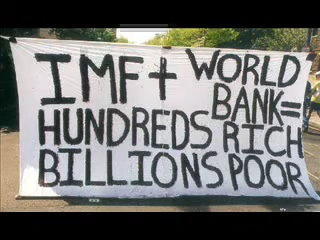 IMF + WORLD
BANK =
HUNDREDS RICH
BILLIONS POOR